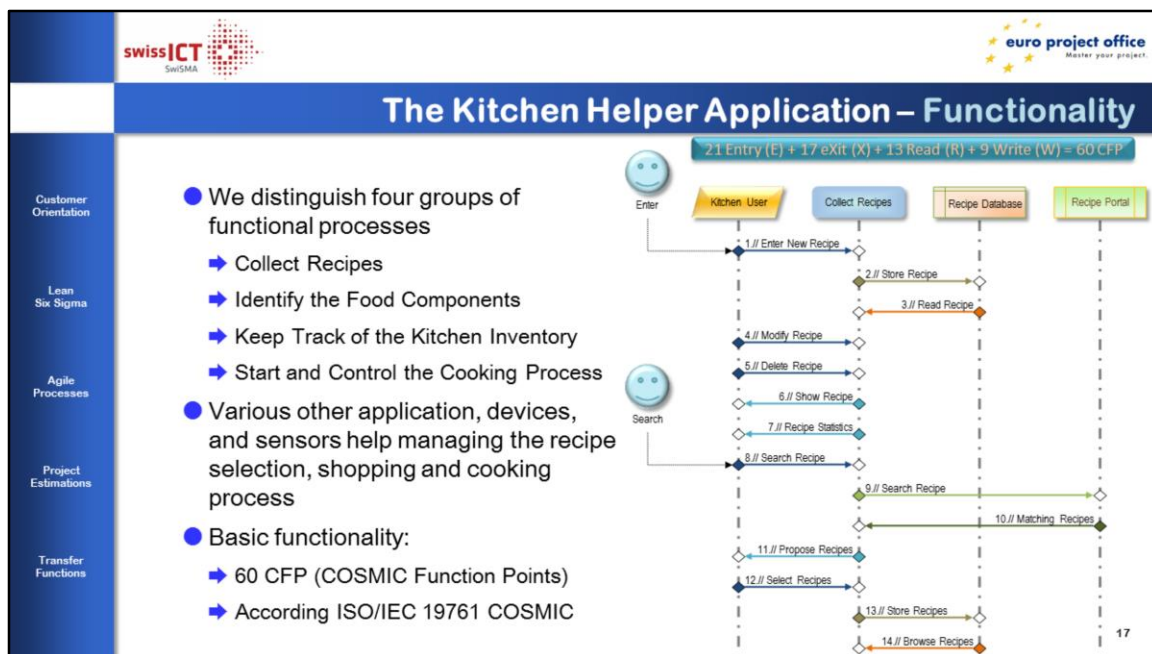 swissICT
SwiSMA
euro project office
Master your project.
The Kitchen Helper Application – Functionality
Customer
Orientation
Lean
Six Sigma
Agile
Processes
Project
Estimations
Transfer
Functions
We distinguish four groups of
functional processes
Collect Recipes
Identify the Food Components
Keep Track of the Kitchen Inventory
Start and Control the Cooking Process
Various other application, devices,
and sensors help managing the recipe
selection, shopping and cooking
process
Basic functionality:
60 CFP (COSMIC Function Points)
According ISO/IEC 19761 COSMIC
21 Entry (E) + 17 eXit (X) + 13 Read (R) + 9 Write (W) = 60 CFP
Enter
Kitchen User
Collect Recipes
Recipe Database
Recipe Portal
1.// Enter New Recipe
2.// Store Recipe
3.// Read Recipe
4.// Modify Recipe
5.// Delete Recipe
6.// Show Recipe
Search
7.// Recipe Statistics
8.// Search Recipe
9.// Search Recipe
10.// Matching Recipes
11.// Propose Recipes
12.// Select Recipes
13.// Store Recipes
14.// Browse Recipes
17